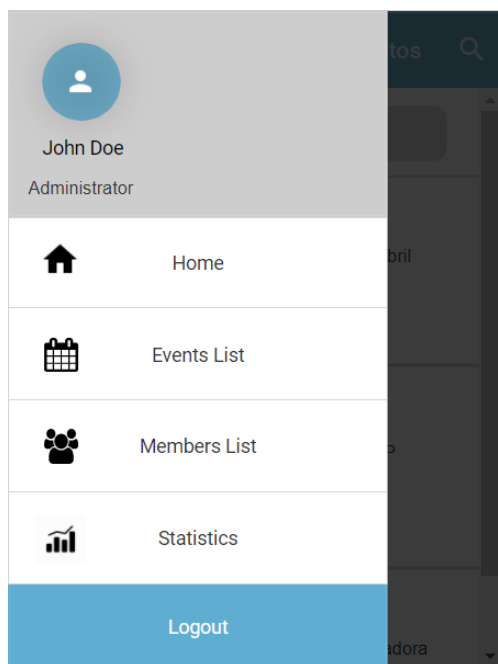 John Doe
Administrator
Home
Events List
Members List
Statistics
Logout
tos
bril
adora